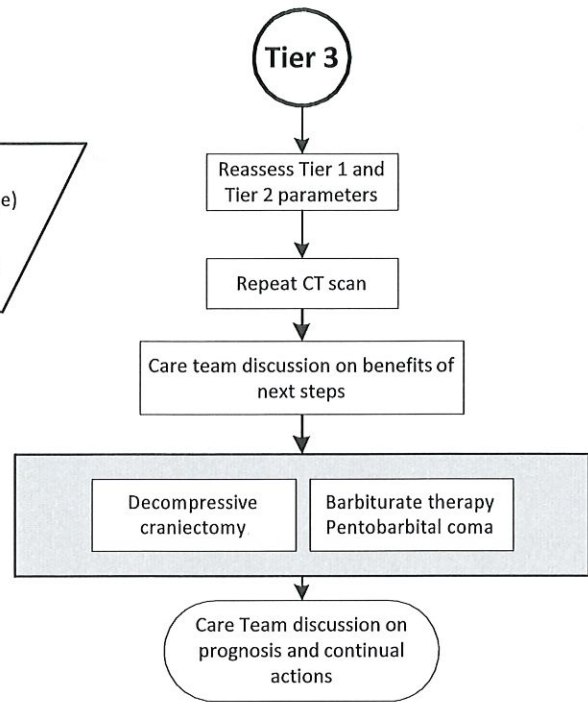 Tier 3
e)
Reassess Tier 1 and
Tier 2 parameters
Repeat CT scan
Care team discussion on benefits of
next steps
Decompressive
craniectomy
Barbiturate therapy
Pentobarbital coma
Care Team discussion on
prognosis and continual
actions